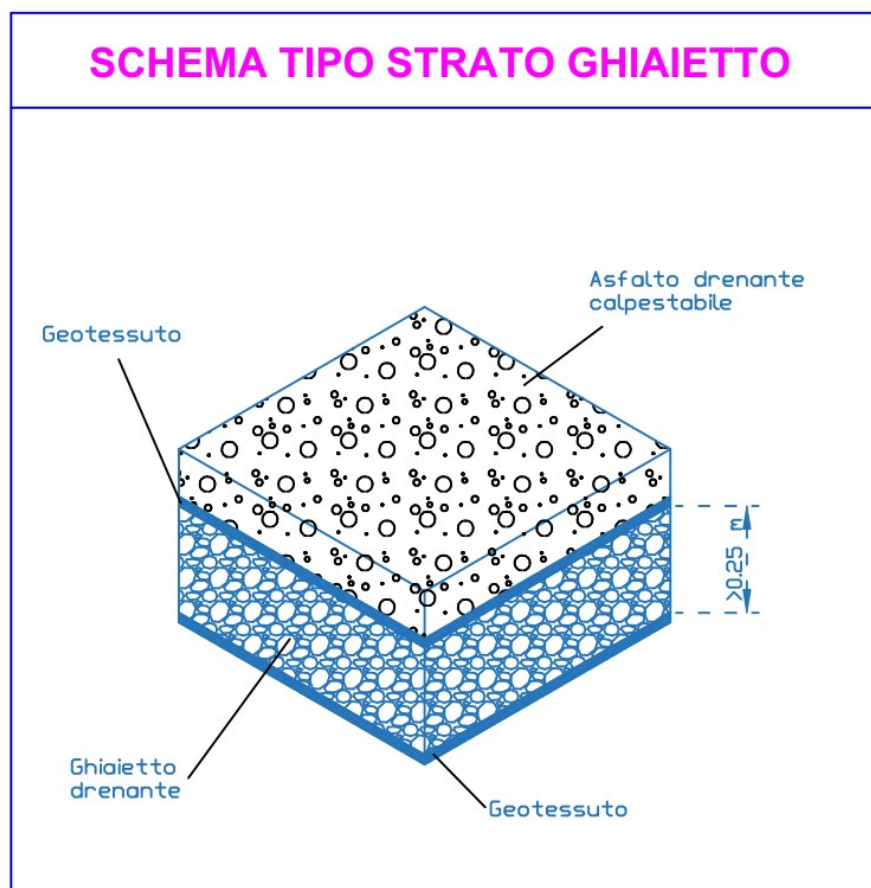 SCHEMA TIPO STRATO GHIAIETTO
Asfalto drenante
calpestabile
Geotessuto
>0.25 m
Ghiaietto
drenante
Geotessuto